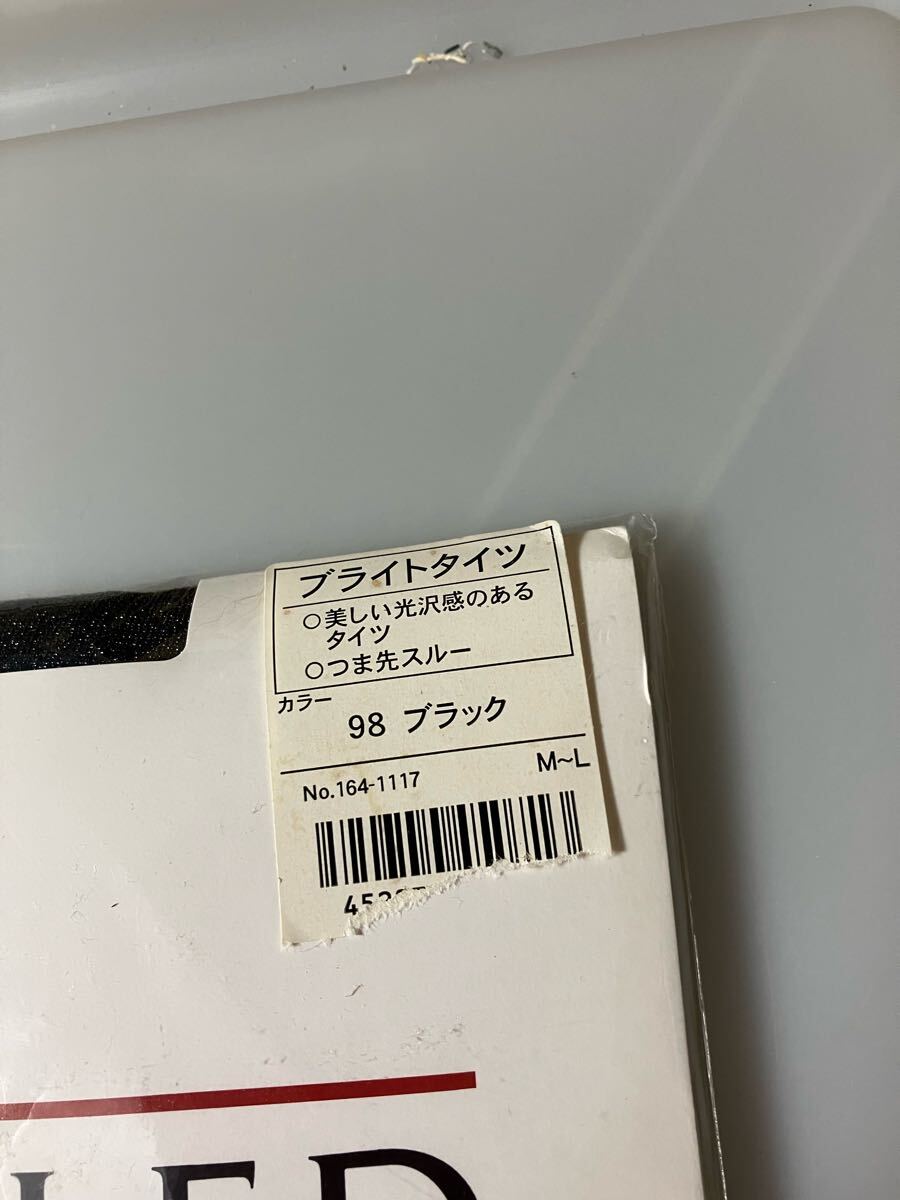 ブライトタイツ
○美しい光沢感のある
タイツ
○つま先スルー
カラー
98 ブラック
M~L
No.164-1117